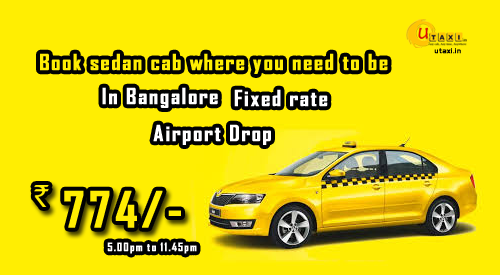 UTAXI.in
utaxi.in
Book sedan cab where you need to be
In Bangalore Fixed rate
Airport Drop
₹ 774/-
5.00pm to 11.45pm